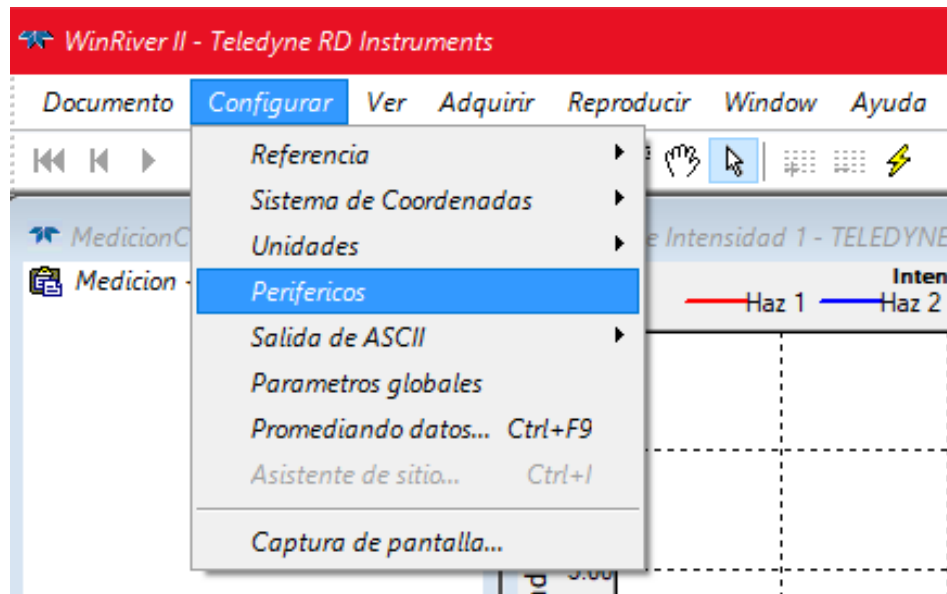 WinRiver II - Teledyne RD Instruments
Documento Configurar Ver Adquirir Reproducir Window Ayuda
Referencia
Sistema de Coordenadas
Unidades
Perifericos
Salida de ASCII
Parametros globales
Promediando datos... Ctrl+F9
Asistente de sitio... Ctrl+I
Captura de pantalla...
MedicionC
e Intensidad 1 - TELEDYNE
Medicion -
Inten
Haz 1 Haz 2